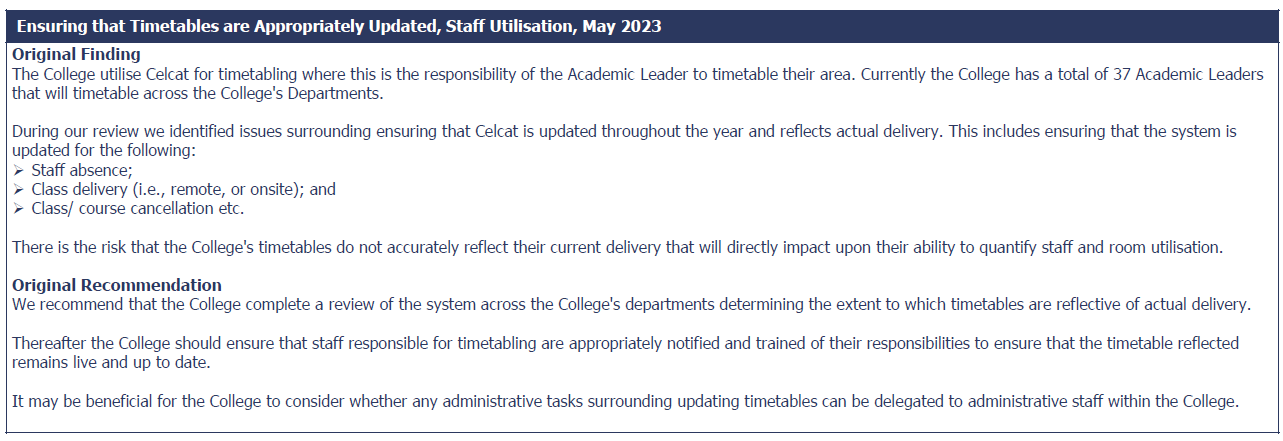 Ensuring that Timetables are Appropriately Updated, Staff Utilisation, May 2023
Original Finding
The College utilise Celcat for timetabling where this is the responsibility of the Academic Leader to timetable their area. Currently the College has a total of 37 Academic Leaders
that will timetable across the College's Departments.
During our review we identified issues surrounding ensuring that Celcat is updated throughout the year and reflects actual delivery. This includes ensuring that the system is
updated for the following:
➢ Staff absence;
➢ Class delivery (i.e., remote, or onsite); and
➢ Class/ course cancellation etc.
There is the risk that the College's timetables do not accurately reflect their current delivery that will directly impact upon their ability to quantify staff and room utilisation.
Original Recommendation
We recommend that the College complete a review of the system across the College's departments determining the extent to which timetables are reflective of actual delivery.
Thereafter the College should ensure that staff responsible for timetabling are appropriately notified and trained of their responsibilities to ensure that the timetable reflected
remains live and up to date.
It may be beneficial for the College to consider whether any administrative tasks surrounding updating timetables can be delegated to administrative staff within the College.